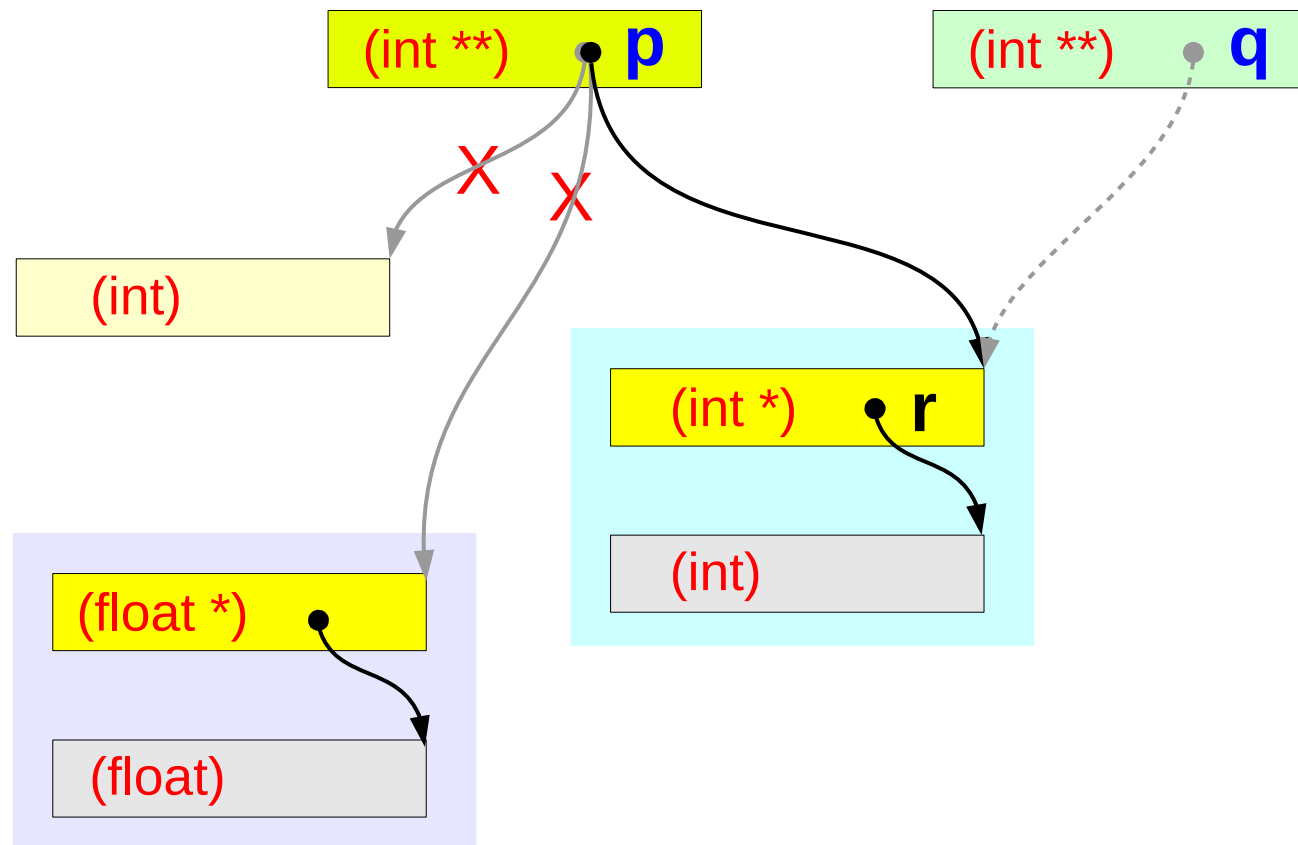 (int **) p
(int **) q
X
X
(int)
(int *) r
(int)
(float *)
(float)